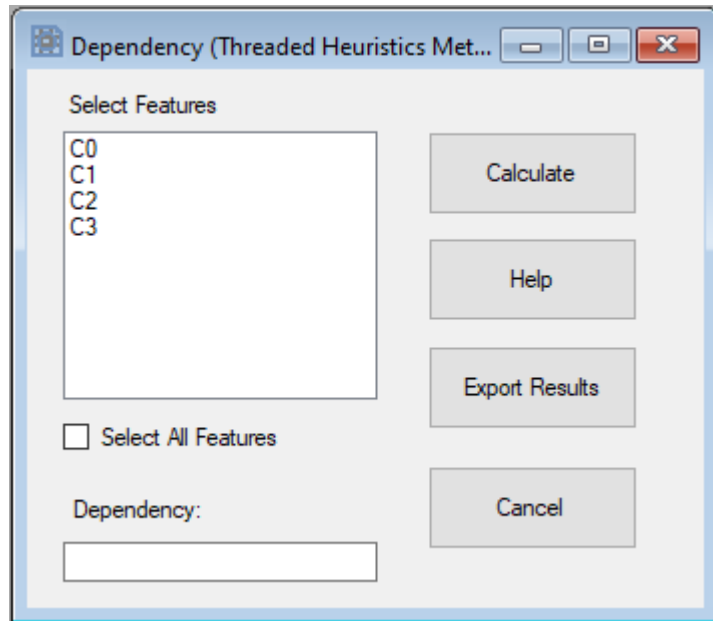 Dependency (Threaded Heuristics Met...
Select Features
C0
C1
C2
C3
Calculate
Help
Export Results
Select All Features
Dependency:
Cancel